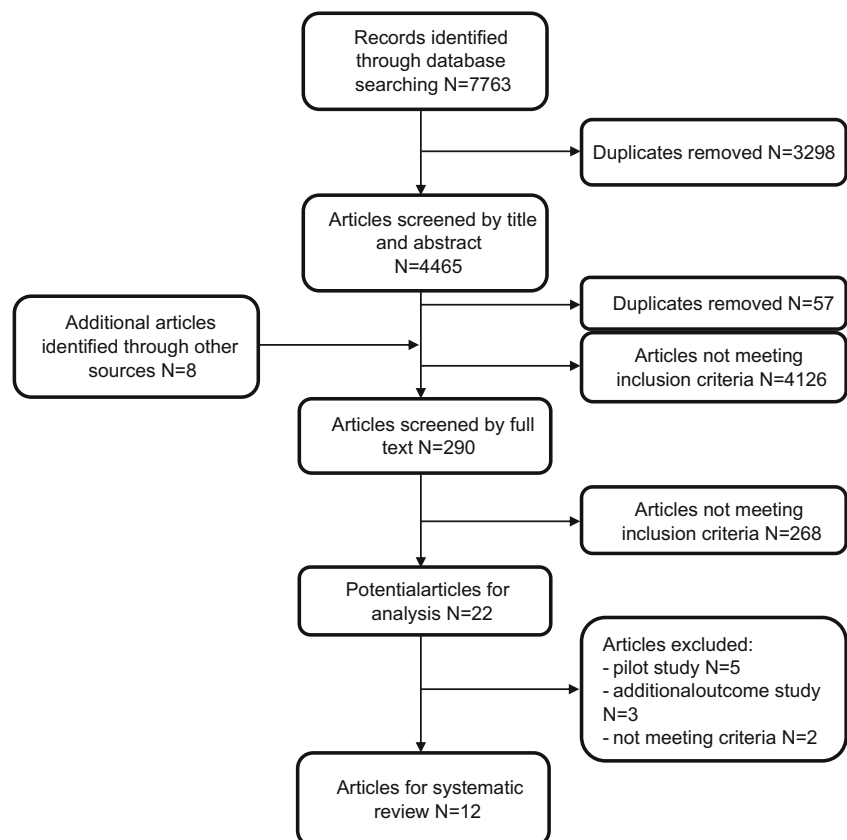 Records identified
through database
searching N=7763
Duplicates removed N=3298
Articles screened by title
and abstract
N=4465
Duplicates removed N=57
Additional articles
identified through other
sources N=8
Articles not meeting
inclusion criteria N=4126
Articles screened by full
text N=290
Articles not meeting
inclusion criteria N=268
Potentialarticles for
analysis N=22
Articles excluded:
- pilot study N=5
- additionaloutcome study
N=3
- not meeting criteria N=2
Articles for systematic
review N=12